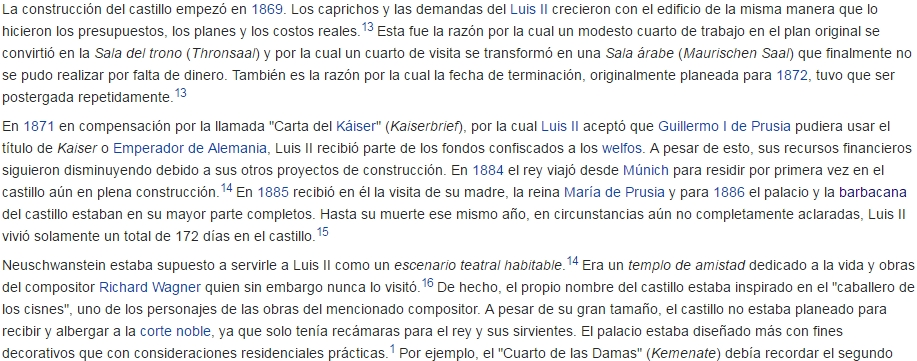 La construcción del castillo empezó en 1869. Los caprichos y las demandas del Luis II crecieron con el edificio de la misma manera que lo
hicieron los presupuestos, los planes y los costos reales.13 Esta fue la razón por la cual un modesto cuarto de trabajo en el plan original se
convirtió en la Sala del trono (Thronsaal) y por la cual un cuarto de visita se transformó en una Sala árabe (Maurischen Saal) que finalmente no
se pudo realizar por falta de dinero. También es la razón por la cual la fecha de terminación, originalmente planeada para 1872, tuvo que ser
postergada repetidamente.13
En 1871 en compensación por la llamada "Carta del Káiser" (Kaiserbrief), por la cual Luis II aceptó que Guillermo I de Prusia pudiera usar el
título de Kaiser o Emperador de Alemania, Luis II recibió parte de los fondos confiscados a los welfos. A pesar de esto, sus recursos financieros
siguieron disminuyendo debido a sus otros proyectos de construcción. En 1884 el rey viajó desde Múnich para residir por primera vez en el
castillo aún en plena construcción.14 En 1885 recibió en él la visita de su madre, la reina María de Prusia y para 1886 el palacio y la barbacana
del castillo estaban en su mayor parte completos. Hasta su muerte ese mismo año, en circunstancias aún no completamente aclaradas, Luis II
vivió solamente un total de 172 días en el castillo.15
Neuschwanstein estaba supuesto a servirle a Luis II como un escenario teatral habitable.14 Era un templo de amistad dedicado a la vida y obras
del compositor Richard Wagner quien sin embargo nunca lo visitó.16 De hecho, el propio nombre del castillo estaba inspirado en el "caballero de
los cisnes", uno de los personajes de las obras del mencionado compositor. A pesar de su gran tamaño, el castillo no estaba planeado para
recibir y albergar a la corte noble, ya que solo tenía recámaras para el rey y sus sirvientes. El palacio estaba diseñado más con fines
decorativos que con consideraciones residenciales prácticas.1 Por ejemplo, el "Cuarto de las Damas" (Kemenate) debía recordar el segundo